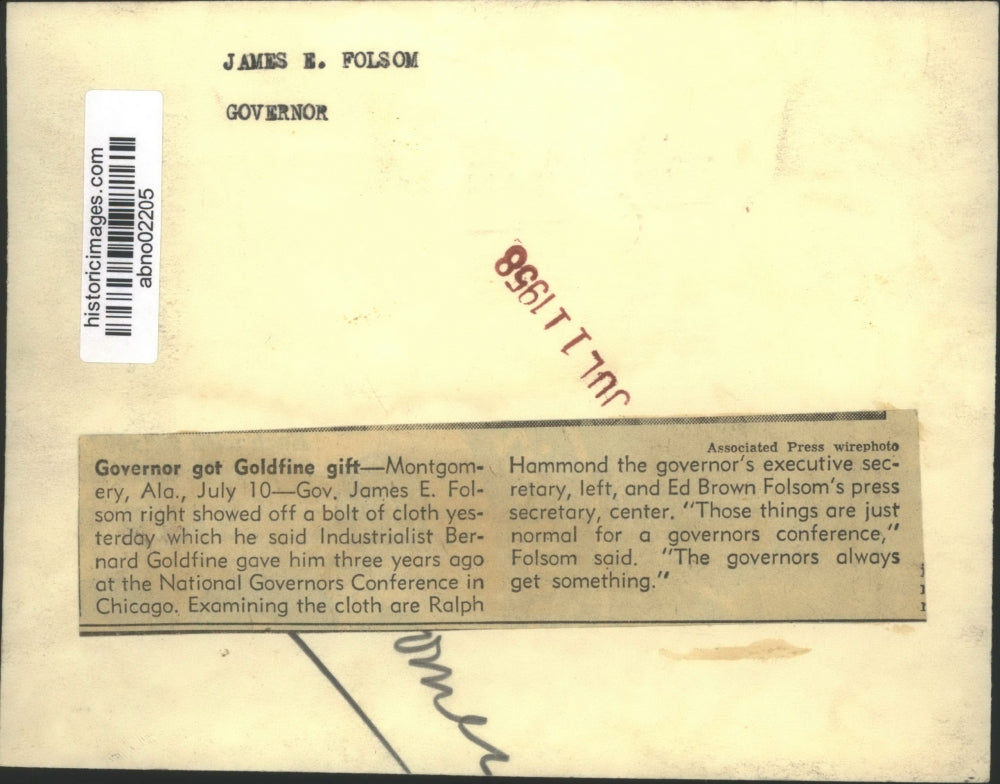 JAMES E. FOLSOM
GOVERNOR
historicimages.com
abno02205
JUL 11 1958
Associated Press wirephoto
Governor got Goldfine gift—Montgom-
ery, Ala., July 10—Gov. James E. Fol-
som right showed off a bolt of cloth yes-
terday which he said Industrialist Ber-
nard Goldfine gave him three years ago
at the National Governors Conference in
Chicago. Examining the cloth are Ralph
Hammond the governor's executive sec-
retary, left, and Ed Brown Folsom's press
secretary, center. "Those things are just
normal for a governors conference,"
Folsom said. "The governors always
get something."